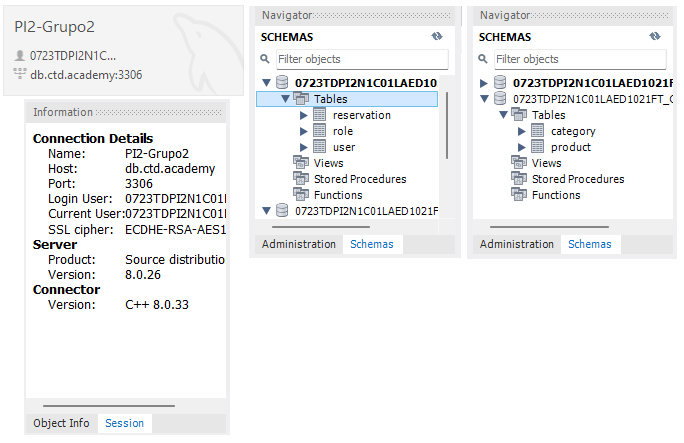 PI2-Grupo2
0723TDPI2N1C...
db.ctd.academy:3306
Information
Connection Details
Name: PI2-Grupo2
Host: db.ctd.academy
Port: 3306
Login User: 0723TDPI2N1C01
Current User: 0723TDPI2N1C01
SSL cipher: ECDHE-RSA-AES1
Server
Product: Source distributio
Version: 8.0.26
Connector
Version: C++ 8.0.33
Object Info Session
Navigator
SCHEMAS
Filter objects
0723TDPI2N1C01LAED10
Tables
reservation
role
user
Views
Stored Procedures
Functions
0723TDPI2N1C01LAED1021F
Administration Schemas
Navigator
SCHEMAS
Filter objects
0723TDPI2N1C01LAED1021F
0723TDPI2N1C01LAED1021FT_
Tables
category
product
Views
Stored Procedures
Functions
Administration Schemas